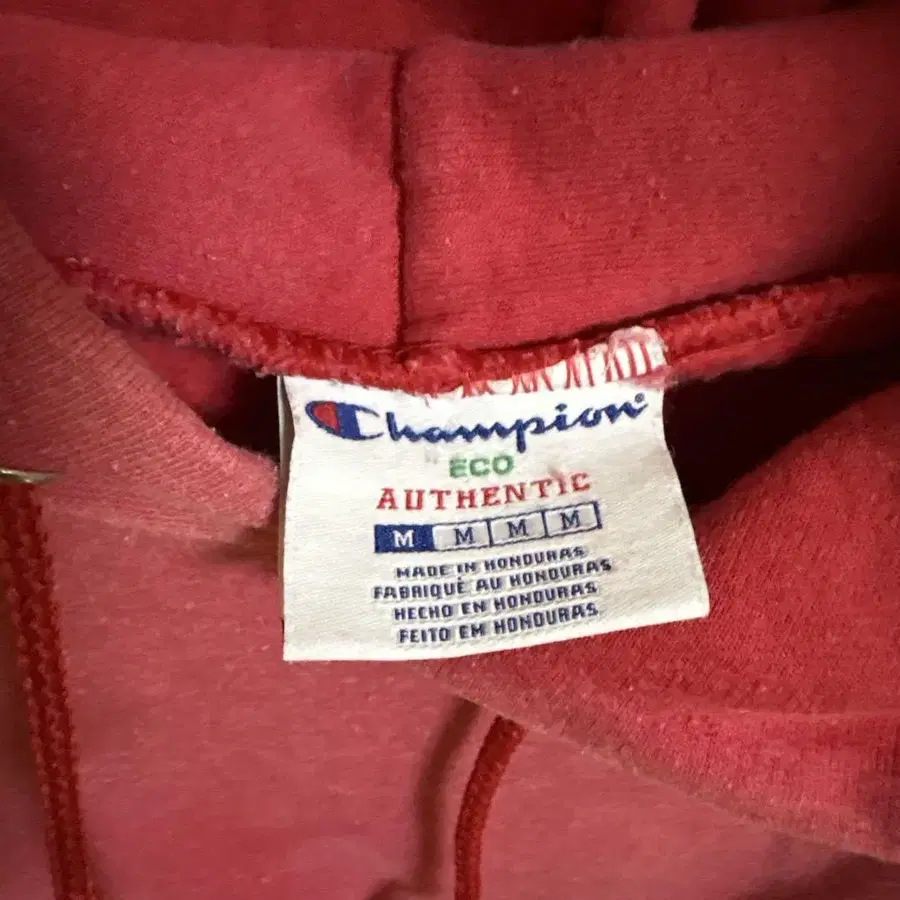 Champion
ECO
AUTHENTIC
M M M M
MADE IN HONDURAS
FABRIQUÉ AU HONDURAS
HECHO EN HONDURAS
FEITO EM HONDURAS